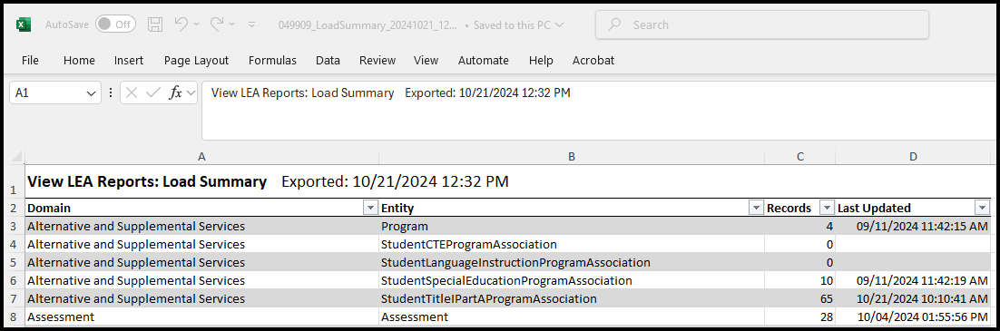 AutoSave Off 049909_LoadSummary_20241021_12... • Saved to this PC Search
File Home Insert Page Layout Formulas Data Review View Automate Help Acrobat
A1 fx View LEA Reports: Load Summary Exported: 10/21/2024 12:32 PM
A B C D
1 View LEA Reports: Load Summary Exported: 10/21/2024 12:32 PM
2 Domain Entity Records Last Updated
3 Alternative and Supplemental Services Program 4 09/11/2024 11:42:15 AM
4 Alternative and Supplemental Services StudentCTEProgramAssociation 0
5 Alternative and Supplemental Services StudentLanguageInstructionProgramAssociation 0
6 Alternative and Supplemental Services StudentSpecialEducationProgramAssociation 10 09/11/2024 11:42:19 AM
7 Alternative and Supplemental Services StudentTitleIPartAProgramAssociation 65 10/21/2024 10:10:41 AM
8 Assessment Assessment 28 10/04/2024 01:55:56 PM